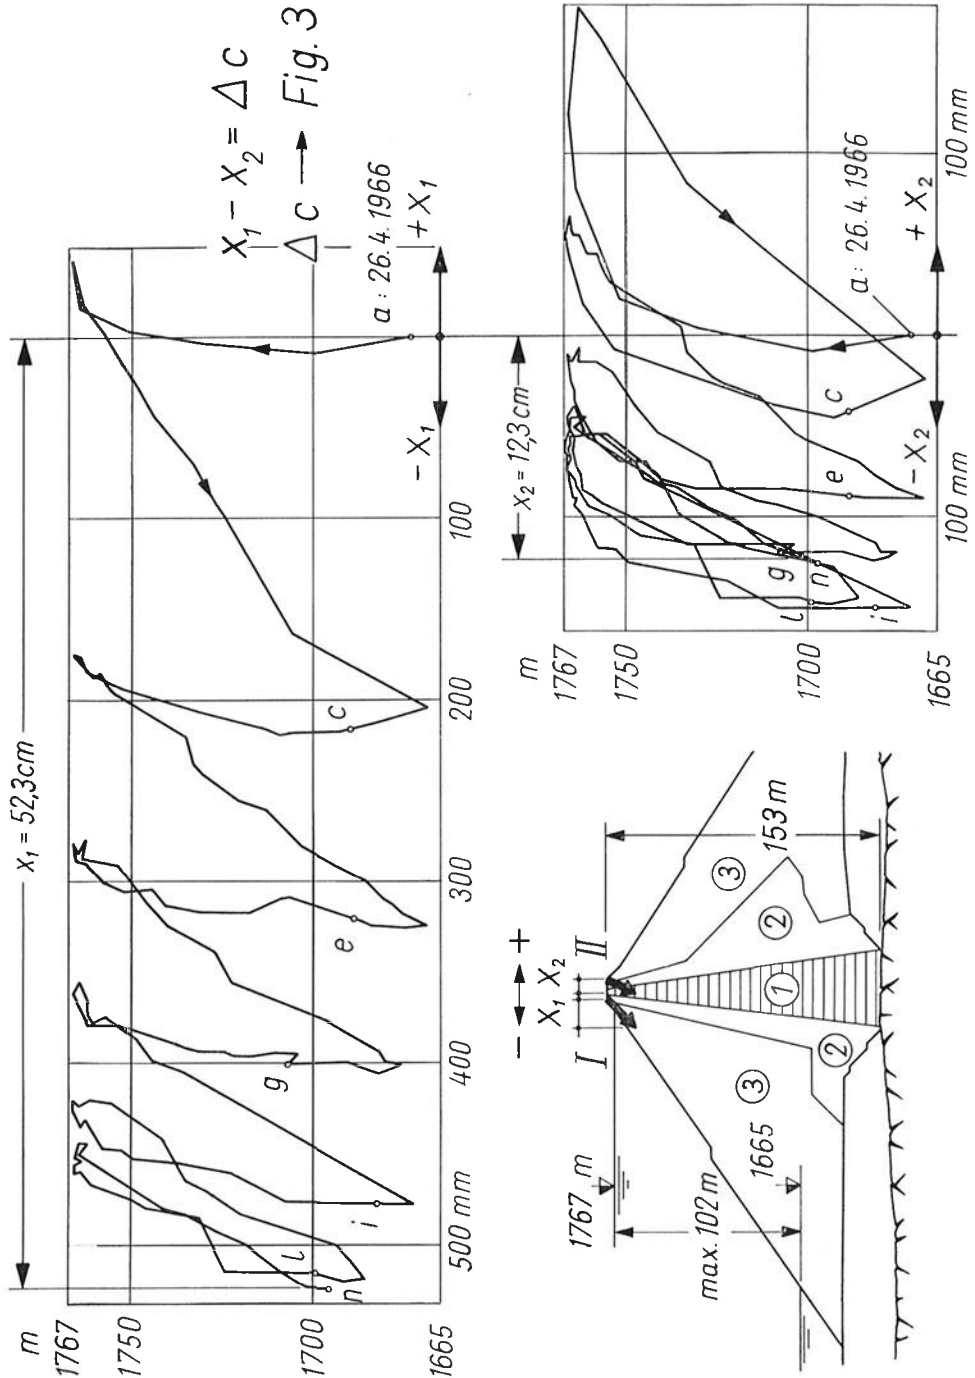 X₁ - X₂ = Δc
Δc → Fig. 3
x₁ = 52,3cm
a: 26.4.1966
- X₁
+ X₁
m
1767
1750
1700
1665
100
200
300
400
500 mm
c
e
g
i
l
n
- X₂ = 12,3cm
a: 26.4.1966
- X₂
+ X₂
m
1767
1750
1700
1665
100 mm
100 mm
c
e
g
n
l
i
- +
X₁ X₂
I II
1767 m
max. 102 m
1665
153 m
①
②
②
③
③